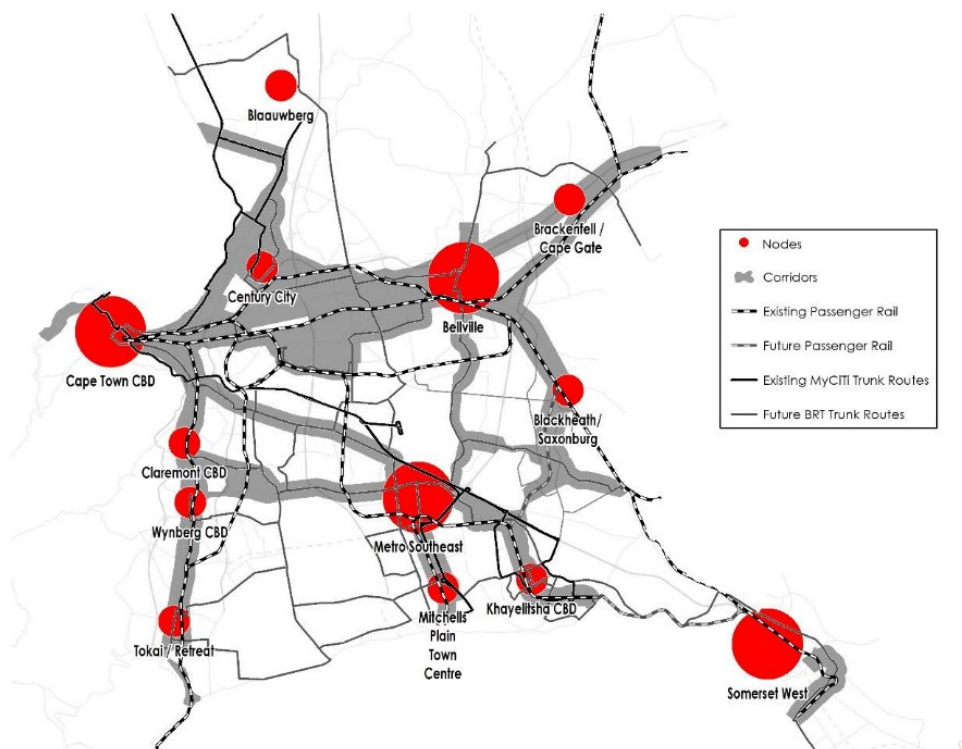 Blaauwberg
Brackenfell /
Cape Gate
Century City
Bellville
Cape Town CBD
Blackheath/
Saxonburg
Claremont CBD
Wynberg CBD
Metro Southeast
Mitchells
Plain
Town
Centre
Khayelitsha CBD
Tokai / Retreat
Somerset West
Nodes
Corridors
Existing Passenger Rail
Future Passenger Rail
Existing MyCiTi Trunk Routes
Future BRT Trunk Routes